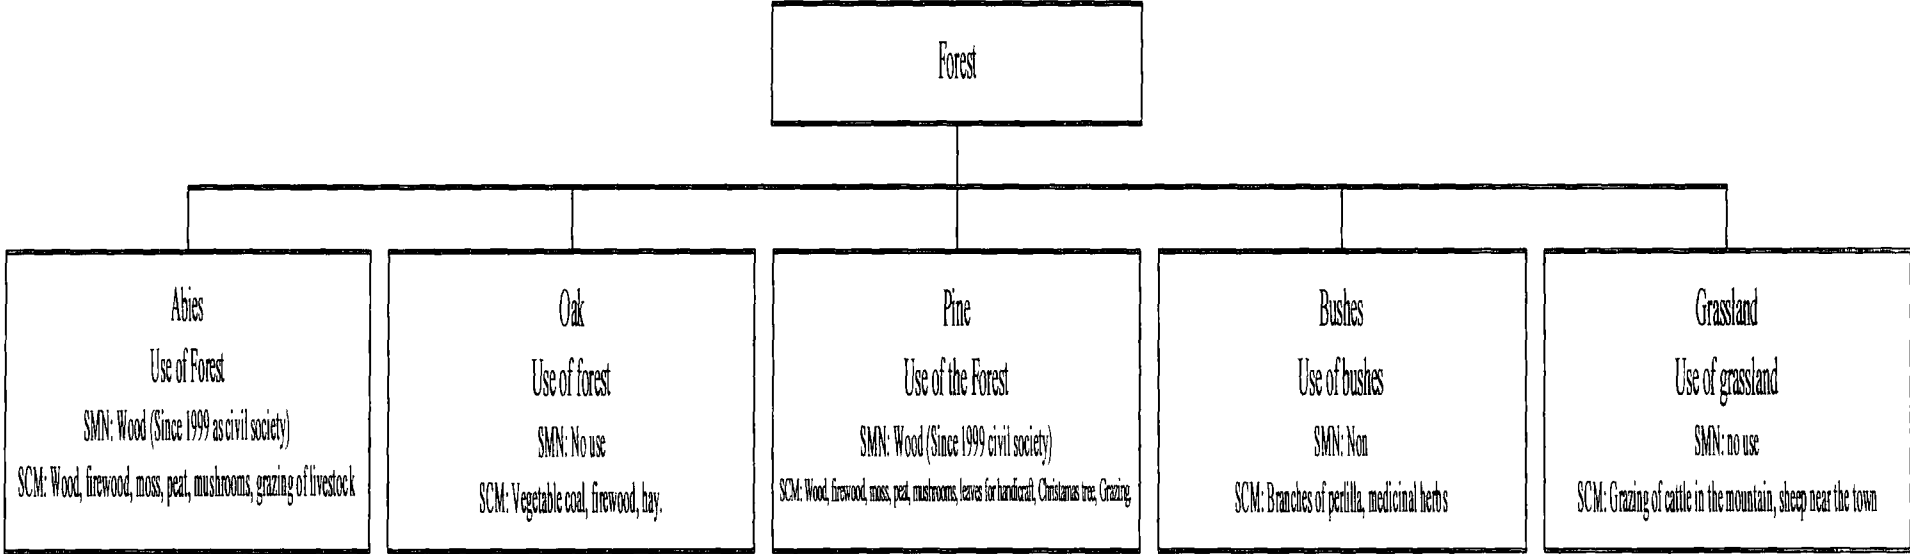 Forest
Abies
Use of Forest
SMN: Wood (Since 1999 as civil society)
SCM: Wood, firewood, moss, peat, mushrooms, grazing of livestock
Oak
Use of forest
SMN: No use
SCM: Vegetable coal, firewood, hay.
Pine
Use of the Forest
SMN: Wood (Since 1999 civil society)
SCM: Wood, firewood, moss, peat, mushrooms, leaves for handicraft, Christamas tree, Grazing.
Bushes
Use of bushes
SMN: Non
SCM: Branches of perlilla, medicinal herbs
Grassland
Use of grassland
SMN: no use
SCM: Grazing of cattle in the mountain, sheep near the town